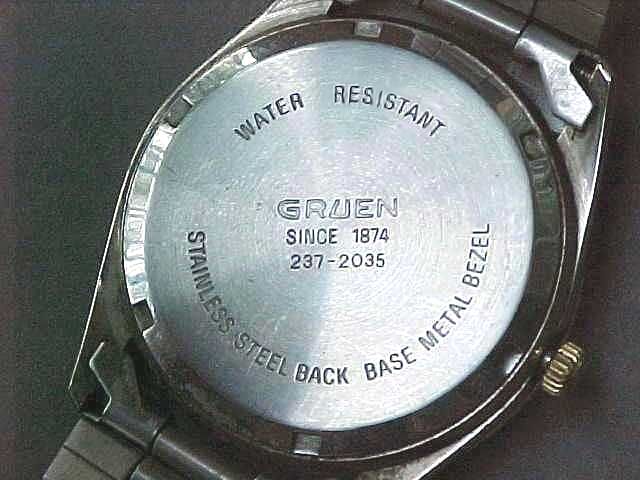 WATER RESISTANT
GRUEN
SINCE 1874
237-2035
STAINLESS STEEL BACK BASE METAL BEZEL